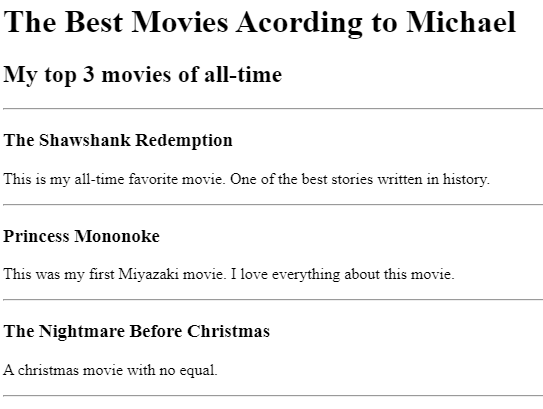 The Best Movies Acording to Michael
My top 3 movies of all-time
The Shawshank Redemption
This is my all-time favorite movie. One of the best stories written in history.
Princess Mononoke
This was my first Miyazaki movie. I love everything about this movie.
The Nightmare Before Christmas
A christmas movie with no equal.